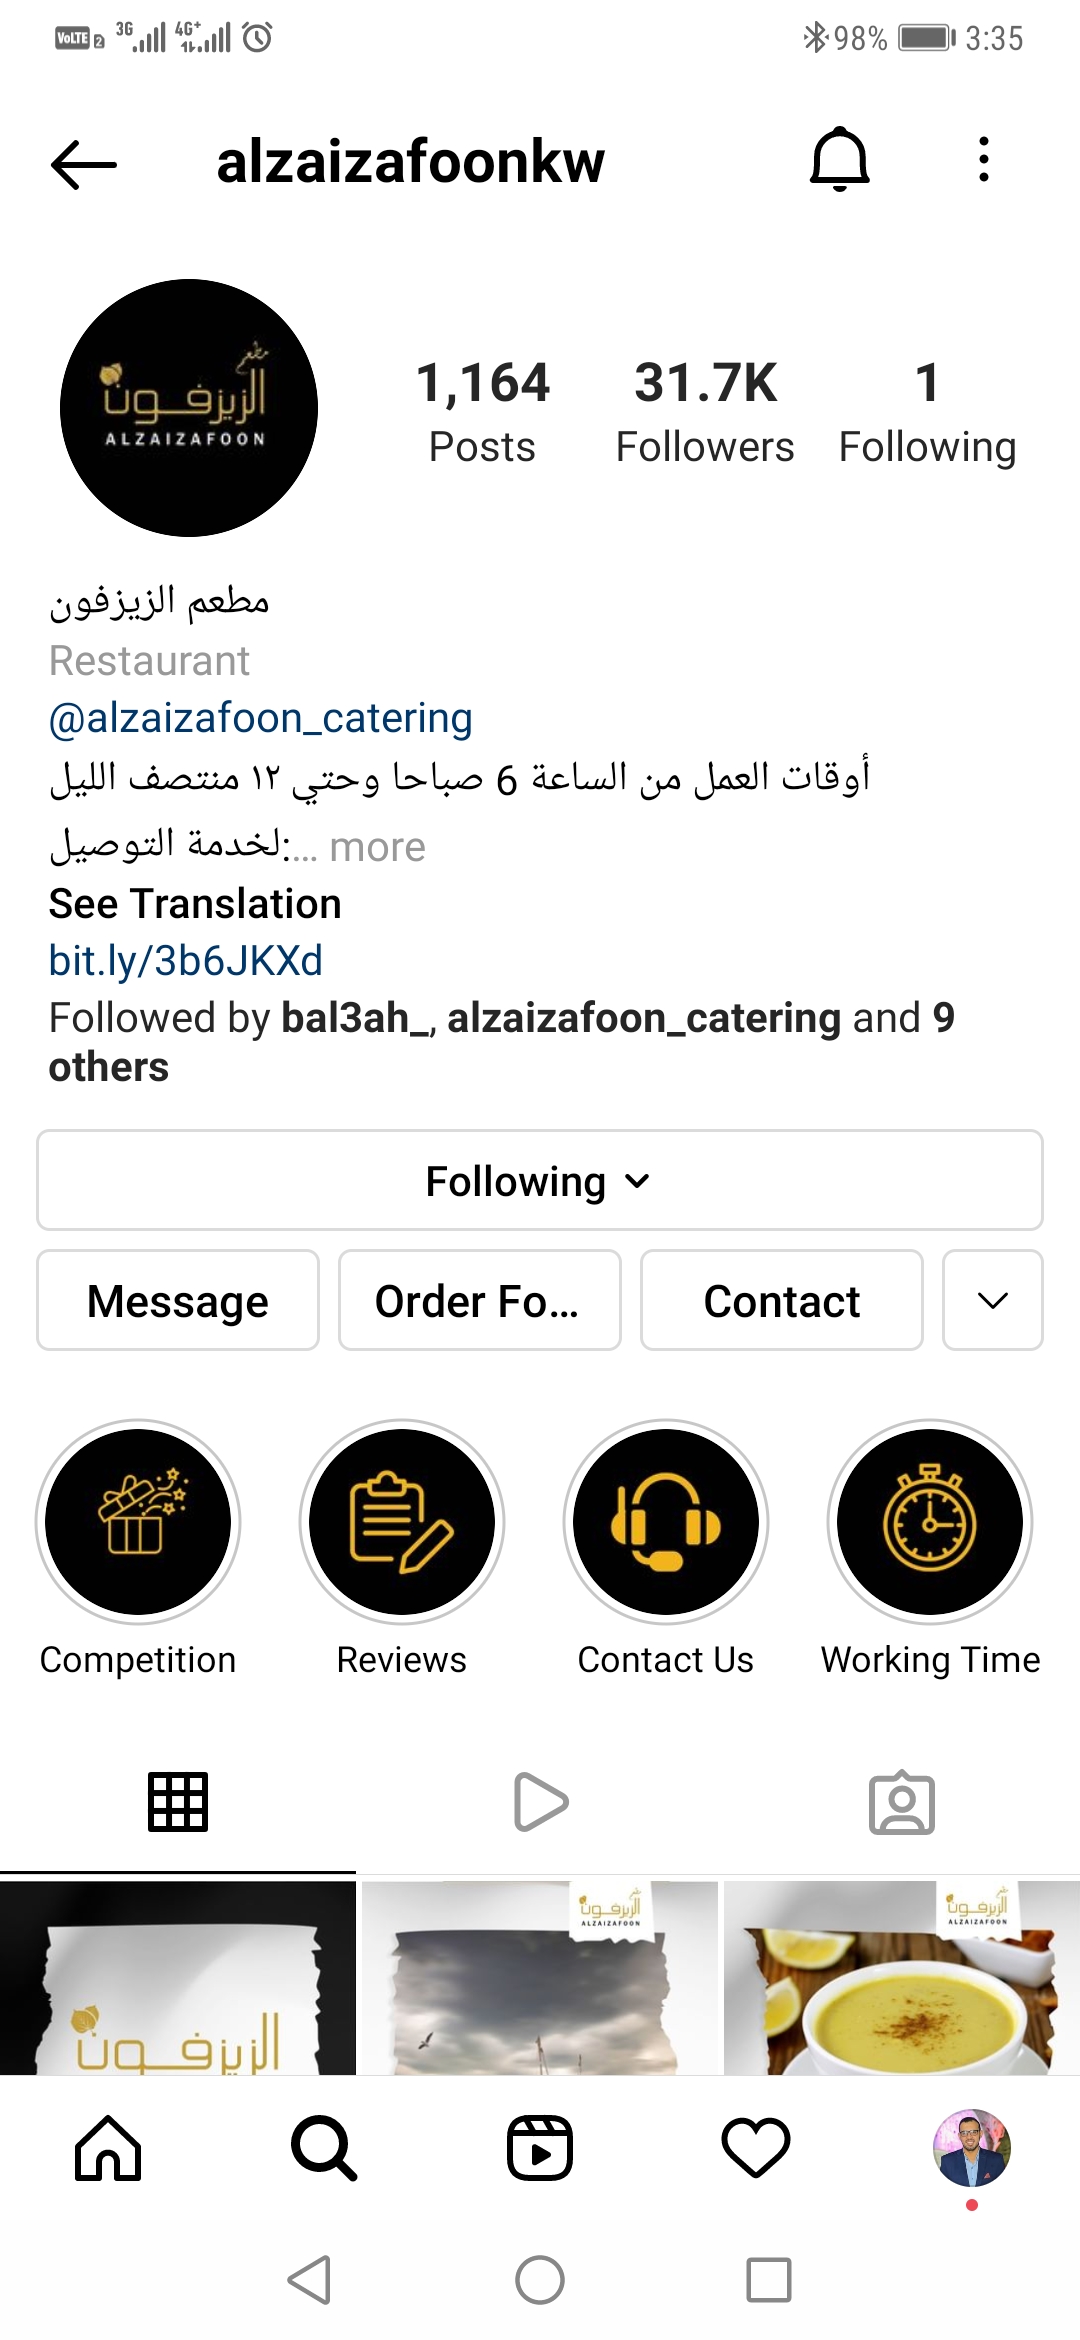 VoLTE 2 3G 4G+ 98% 3:35
alzaizafoonkw
مطعم
الزيزفون
ALZAIZAFOON
1,164 31.7K 1
Posts Followers Following
مطعم الزيزفون
Restaurant
@alzaizafoon_catering
أوقات العمل من الساعة 6 صباحا وحتي ١٢ منتصف الليل
لخدمة التوصيل:… more
See Translation
bit.ly/3b6JKXd
Followed by bal3ah_, alzaizafoon_catering and 9
others
Following
Message Order Fo... Contact
Competition Reviews Contact Us Working Time
الزيزفون
ALZAIZAFOON
الزيزفون
ALZAIZAFOON
الزيزفون